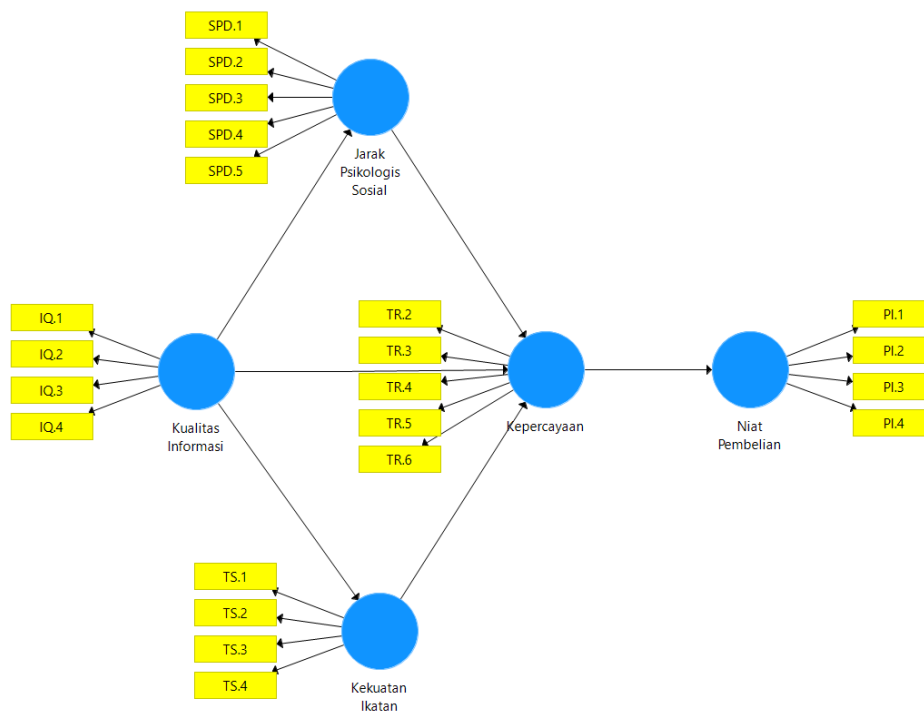 SPD.1
SPD.2
SPD.3
SPD.4
SPD.5
Jarak
Psikologis
Sosial
IQ.1
IQ.2
IQ.3
IQ.4
Kualitas
Informasi
TR.2
TR.3
TR.4
TR.5
TR.6
Kepercayaan
Niat
Pembelian
PI.1
PI.2
PI.3
PI.4
TS.1
TS.2
TS.3
TS.4
Kekuatan
Ikatan